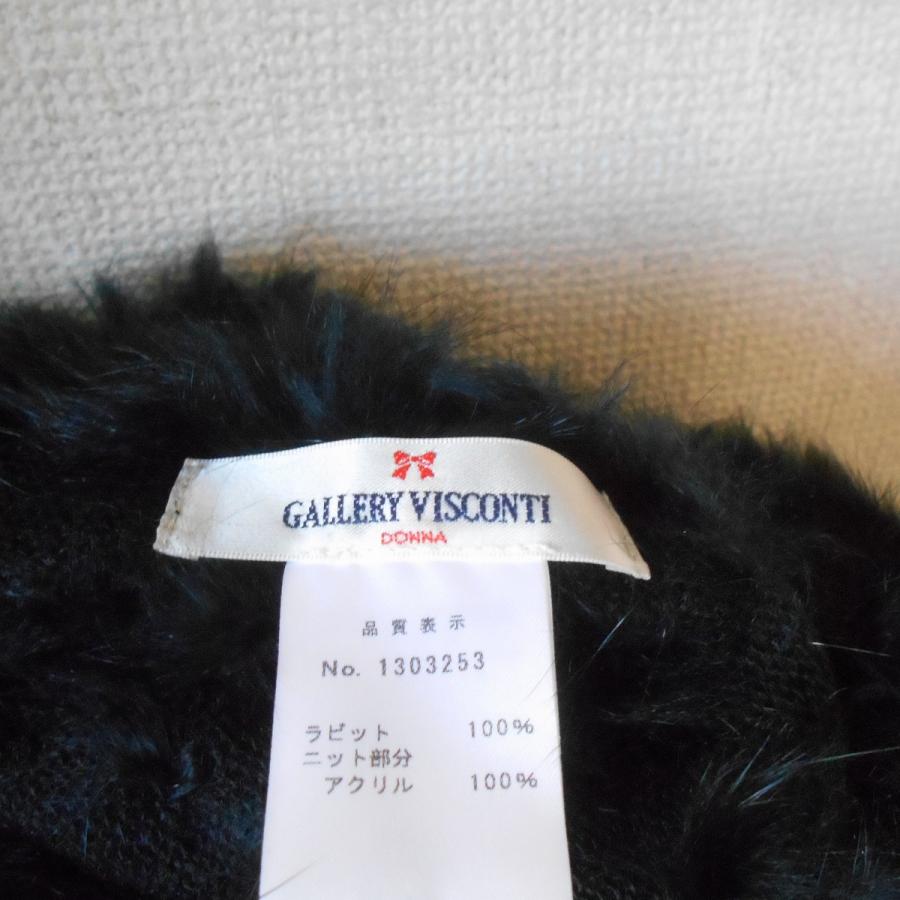 GALLERY VISCONTI
DONNA
品質表示
No. 1303253
ラビット 100%
ニット部分
アクリル 100%